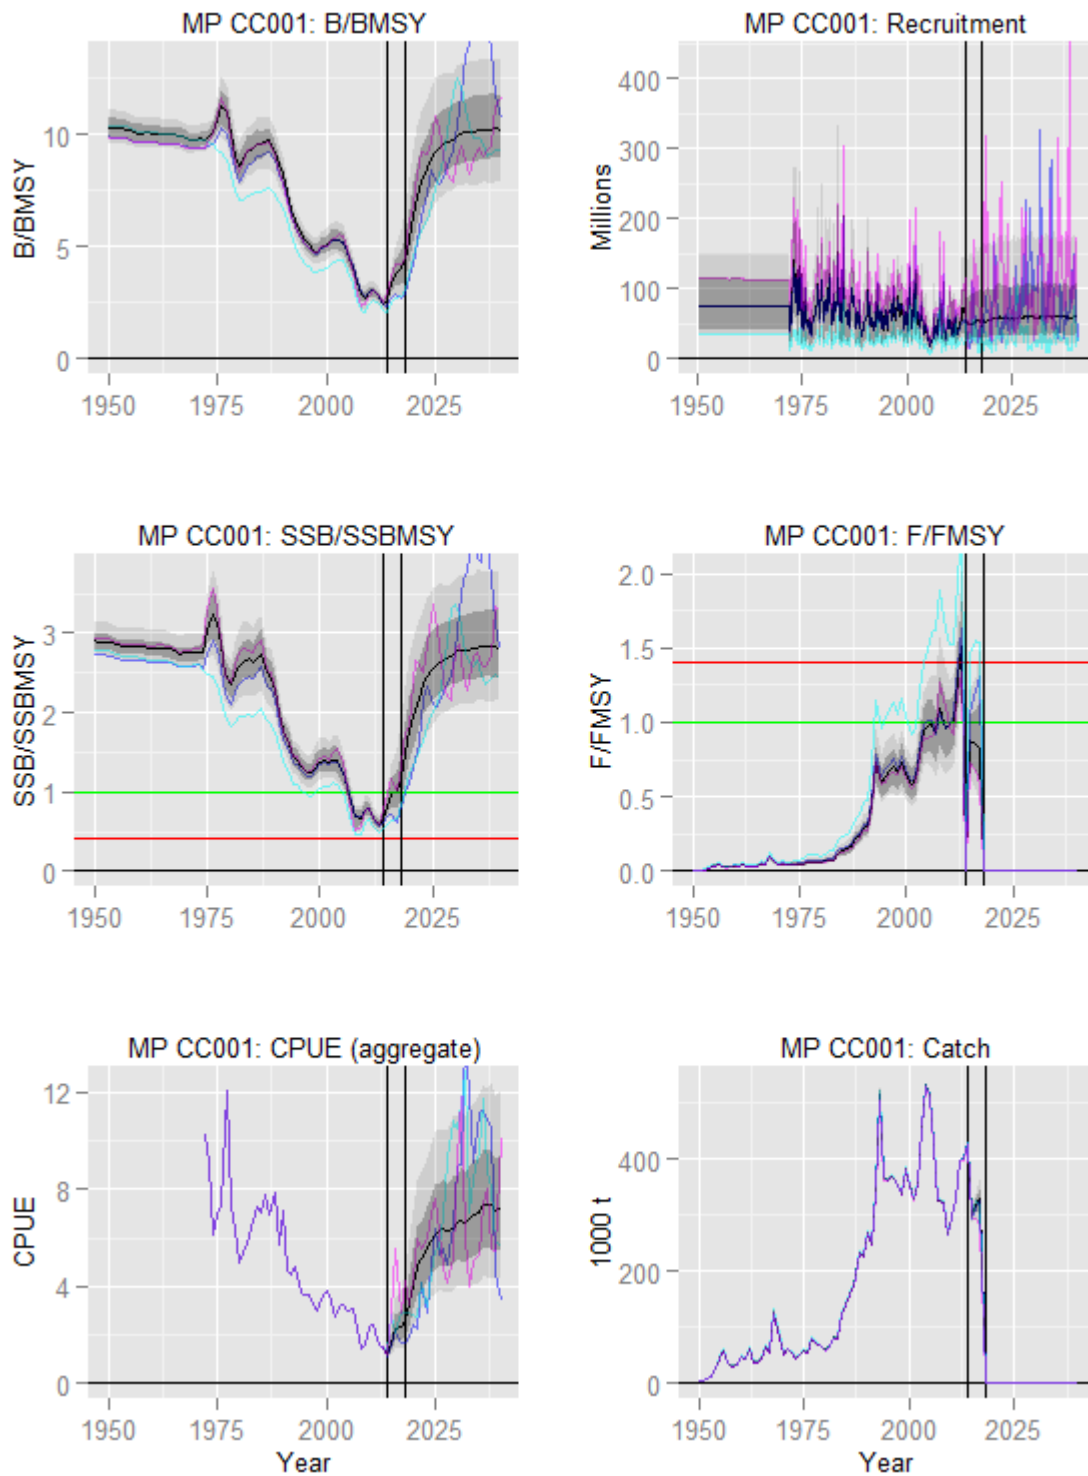 MP CC001: B/BMSY
B/BMSY
10
5
0
1950 1975 2000 2025
MP CC001: Recruitment
Millions
400
300
200
100
0
1950 1975 2000 2025
MP CC001: SSB/SSBMSY
SSB/SSBMSY
3
2
1
0
1950 1975 2000 2025
MP CC001: F/FMSY
F/FMSY
2.0
1.5
1.0
0.5
0.0
1950 1975 2000 2025
MP CC001: CPUE (aggregate)
CPUE
12
8
4
0
1950 1975 2000 2025
Year
MP CC001: Catch
1000 t
400
200
0
1950 1975 2000 2025
Year